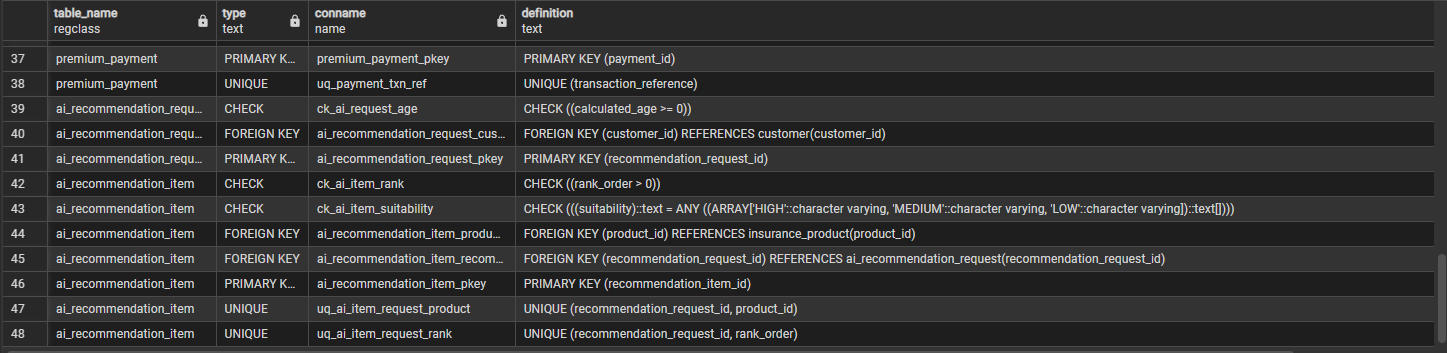 table_name type conname definition
regclass text name text
37 premium_payment PRIMARY K... premium_payment_pkey PRIMARY KEY (payment_id)
38 premium_payment UNIQUE uq_payment_txn_ref UNIQUE (transaction_reference)
39 ai_recommendation_requ... CHECK ck_ai_request_age CHECK ((calculated_age >= 0))
40 ai_recommendation_requ... FOREIGN KEY ai_recommendation_request_cus... FOREIGN KEY (customer_id) REFERENCES customer(customer_id)
41 ai_recommendation_requ... PRIMARY K... ai_recommendation_request_pkey PRIMARY KEY (recommendation_request_id)
42 ai_recommendation_item CHECK ck_ai_item_rank CHECK ((rank_order > 0))
43 ai_recommendation_item CHECK ck_ai_item_suitability CHECK (((suitability)::text = ANY ((ARRAY['HIGH'::character varying, 'MEDIUM'::character varying, 'LOW'::character varying])::text[])))
44 ai_recommendation_item FOREIGN KEY ai_recommendation_item_produ... FOREIGN KEY (product_id) REFERENCES insurance_product(product_id)
45 ai_recommendation_item FOREIGN KEY ai_recommendation_item_recom... FOREIGN KEY (recommendation_request_id) REFERENCES ai_recommendation_request(recommendation_request_id)
46 ai_recommendation_item PRIMARY K... ai_recommendation_item_pkey PRIMARY KEY (recommendation_item_id)
47 ai_recommendation_item UNIQUE uq_ai_item_request_product UNIQUE (recommendation_request_id, product_id)
48 ai_recommendation_item UNIQUE uq_ai_item_request_rank UNIQUE (recommendation_request_id, rank_order)